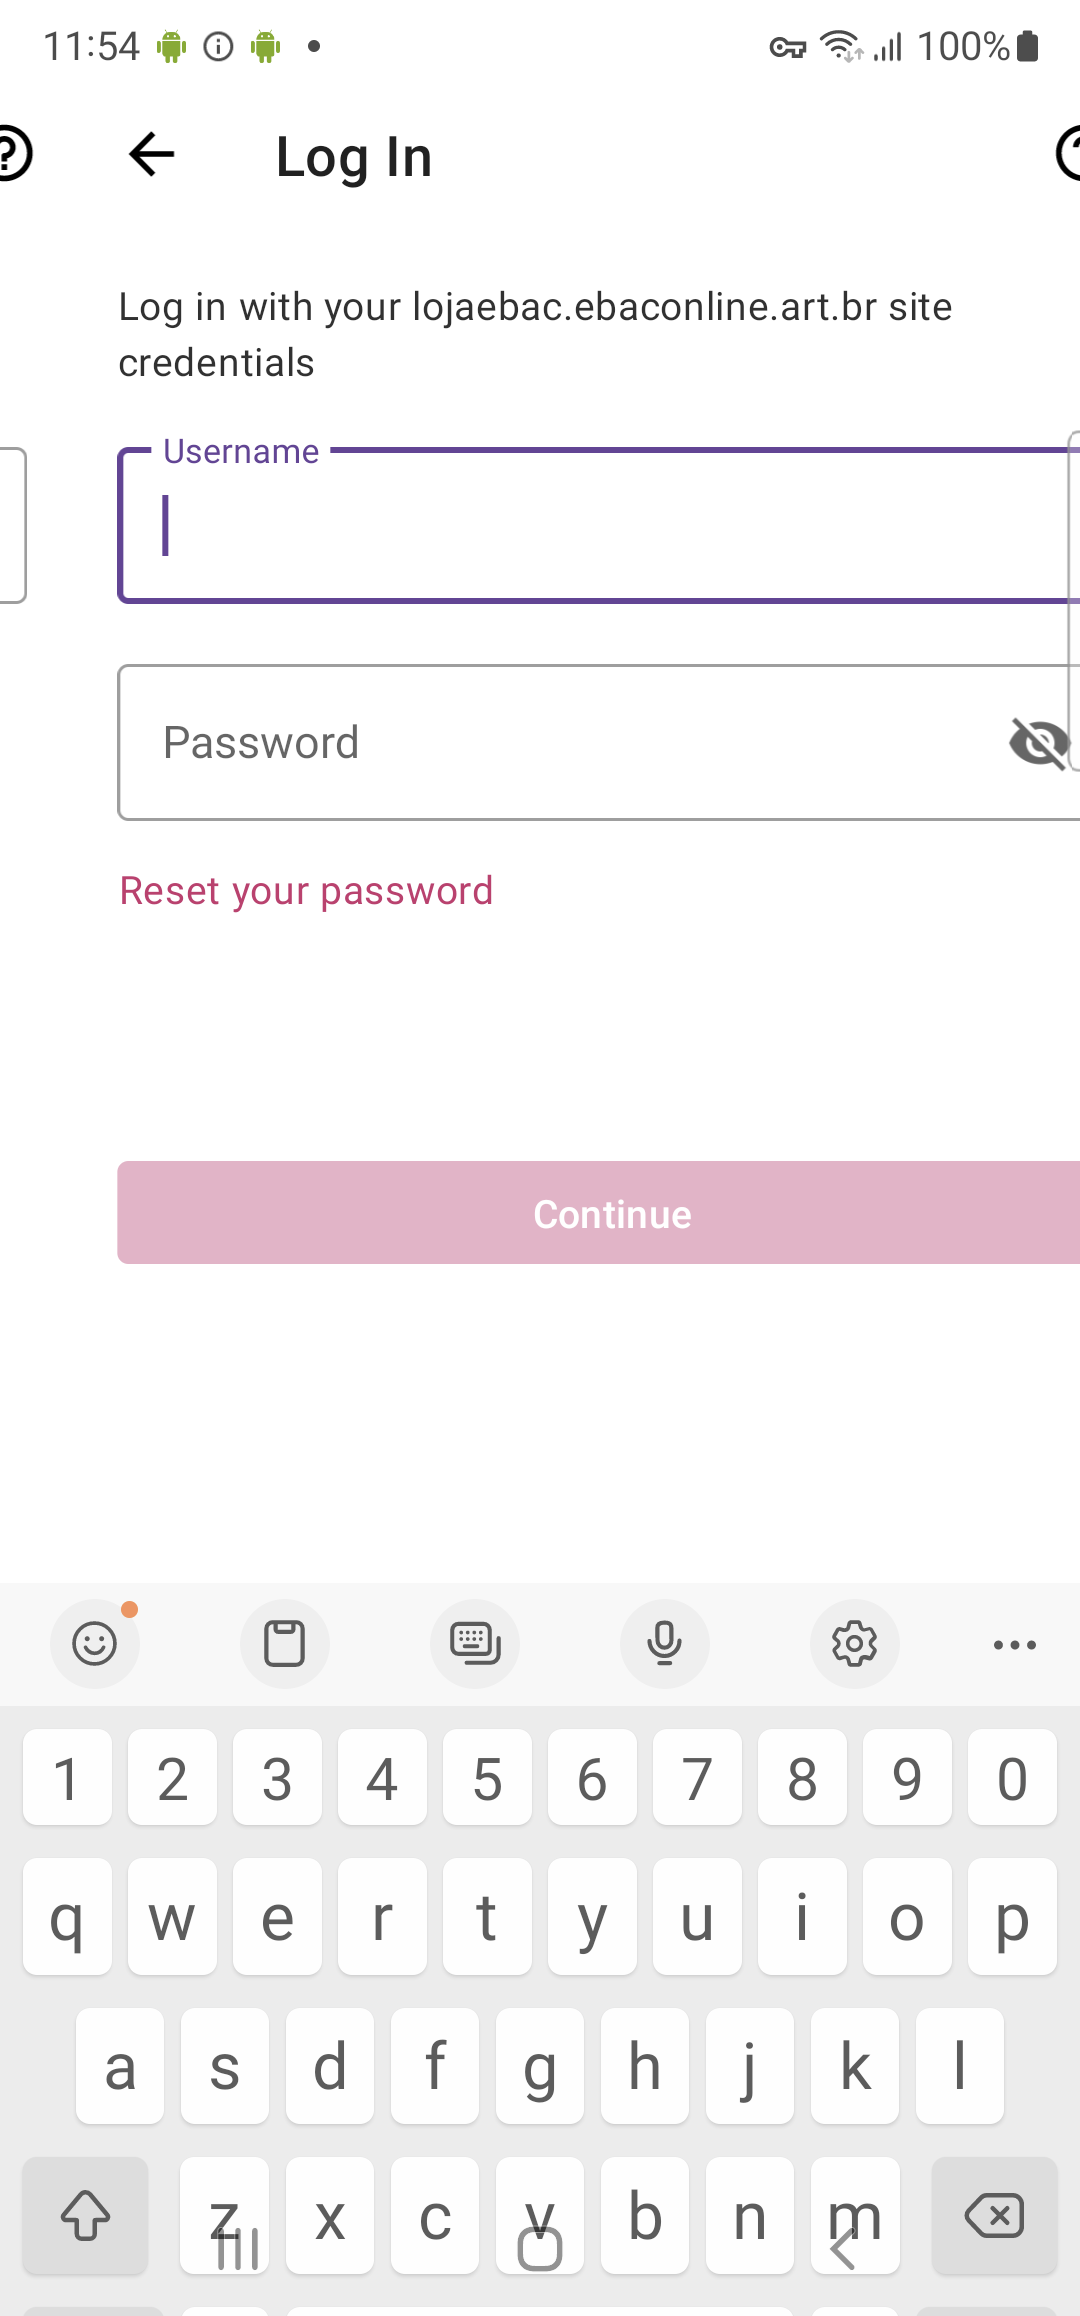 11:54 100%
Log In
Log in with your lojaebac.ebaconline.art.br site
credentials
Username
Password
Reset your password
Continue
1 2 3 4 5 6 7 8 9 0
q w e r t y u i o p
a s d f g h j k l
z x c v b n m